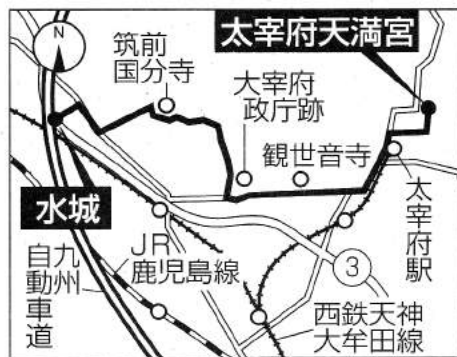 N
筑前
国分寺
太宰府天満宮
大宰府
政庁跡
観世音寺
水城
太宰府駅
九州
自動車道
JR
鹿児島線
3
西鉄天神
大牟田線